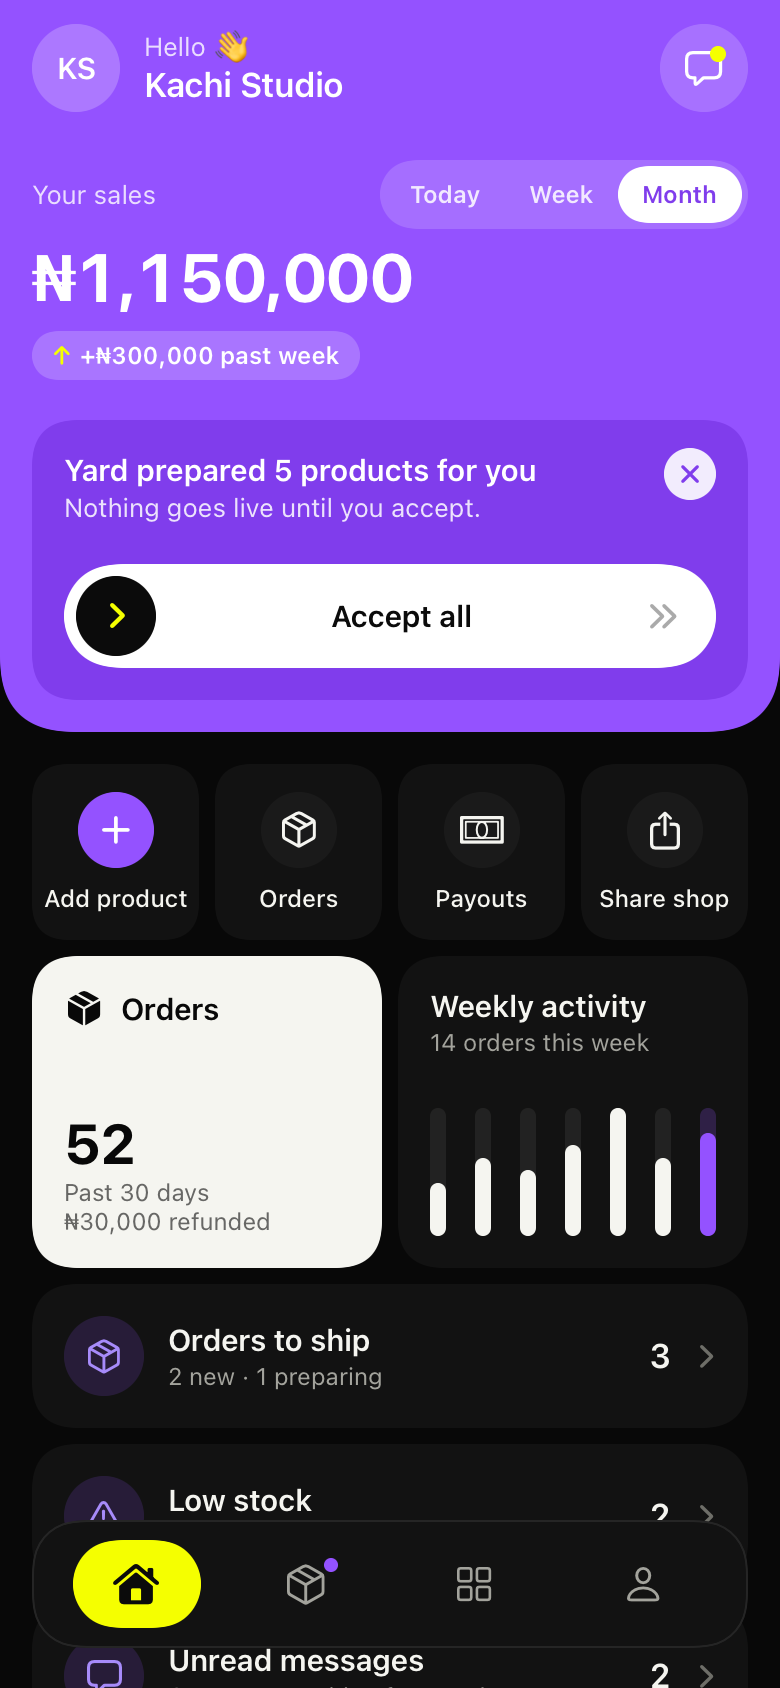 KS
Hello 👋
Kachi Studio
Your sales
Today Week Month
₦1,150,000
↑ +₦300,000 past week
Yard prepared 5 products for you
Nothing goes live until you accept.
Accept all
Add product
Orders
Payouts
Share shop
Orders
52
Past 30 days
₦30,000 refunded
Weekly activity
14 orders this week
Orders to ship
2 new · 1 preparing
3
Low stock
2
Unread messages
2